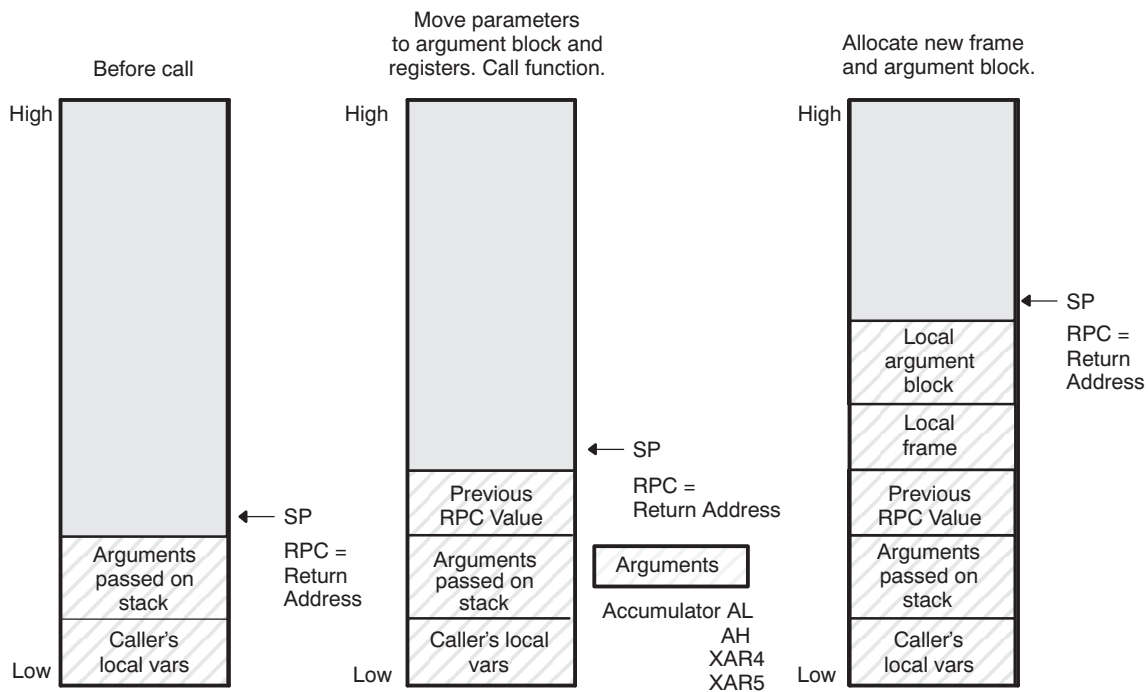 Before call
High
SP
RPC =
Return
Address
Arguments
passed on
stack
Caller's
local vars
Low
Move parameters
to argument block and
registers. Call function.
High
SP
RPC =
Return Address
Previous
RPC Value
Arguments
passed on
stack
Caller's local
vars
Low
Arguments
Accumulator AL
AH
XAR4
XAR5
Allocate new frame
and argument block.
High
SP
RPC =
Return
Address
Local
argument
block
Local
frame
Previous
RPC Value
Arguments
passed on
stack
Caller's
local vars
Low